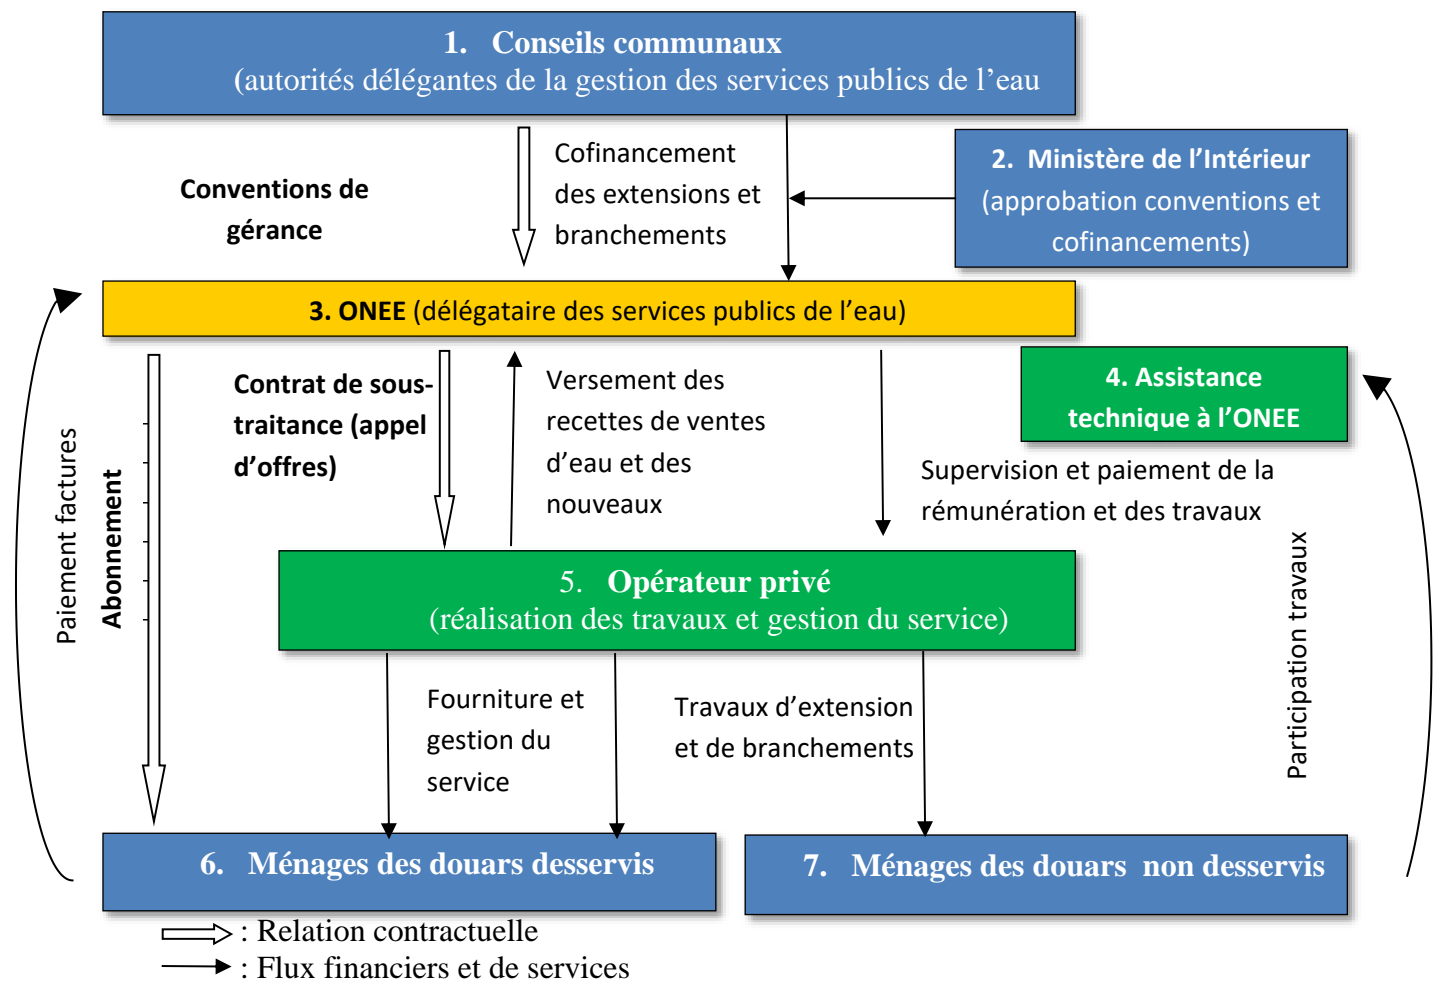 1. Conseils communaux
(autorités délégantes de la gestion des services publics de l’eau
Cofinancement
des extensions et
branchements
Conventions de
gérance
2. Ministère de l’Intérieur
(approbation conventions et
cofinancements)
3. ONEE (délégataire des services publics de l’eau)
4. Assistance
technique à l’ONEE
Contrat de sous-
traitance (appel
d’offres)
Versement des
recettes de ventes
d’eau et des
nouveaux
Supervision et paiement de la
rémunération et des travaux
Paiement factures
Abonnement
Participation travaux
5. Opérateur privé
(réalisation des travaux et gestion du service)
Fourniture et
gestion du
service
Travaux d’extension
et de branchements
6. Ménages des douars desservis
7. Ménages des douars non desservis
: Relation contractuelle
: Flux financiers et de services